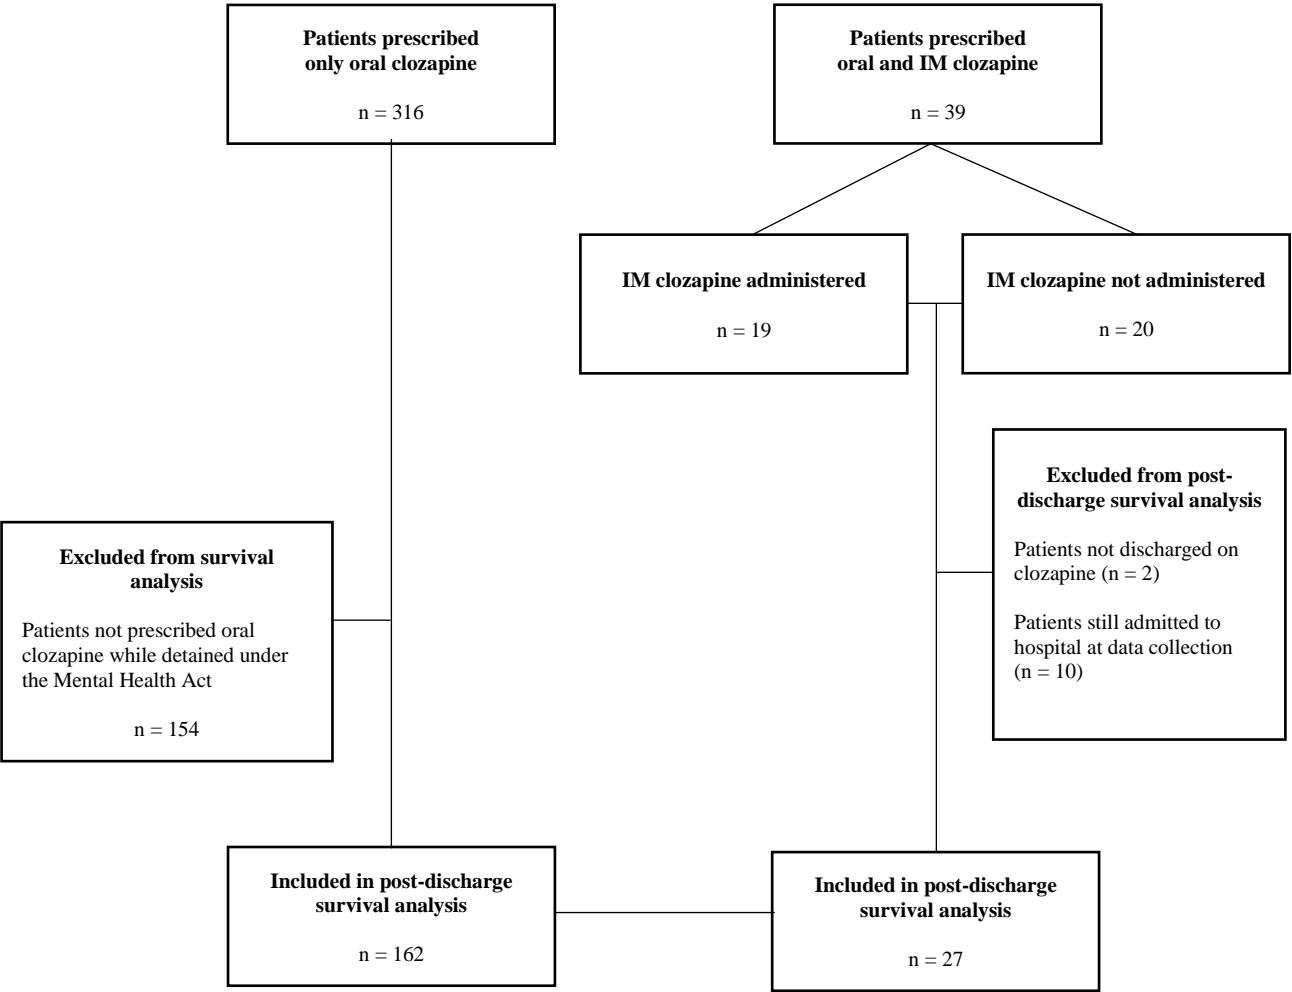 Patients prescribed
only oral clozapine
n = 316
Patients prescribed
oral and IM clozapine
n = 39
IM clozapine administered
n = 19
IM clozapine not administered
n = 20
Excluded from post-
discharge survival analysis
Patients not discharged on
clozapine (n = 2)
Patients still admitted to
hospital at data collection
(n = 10)
Excluded from survival
analysis
Patients not prescribed oral
clozapine while detained under
the Mental Health Act
n = 154
Included in post-discharge
survival analysis
n = 162
Included in post-discharge
survival analysis
n = 27